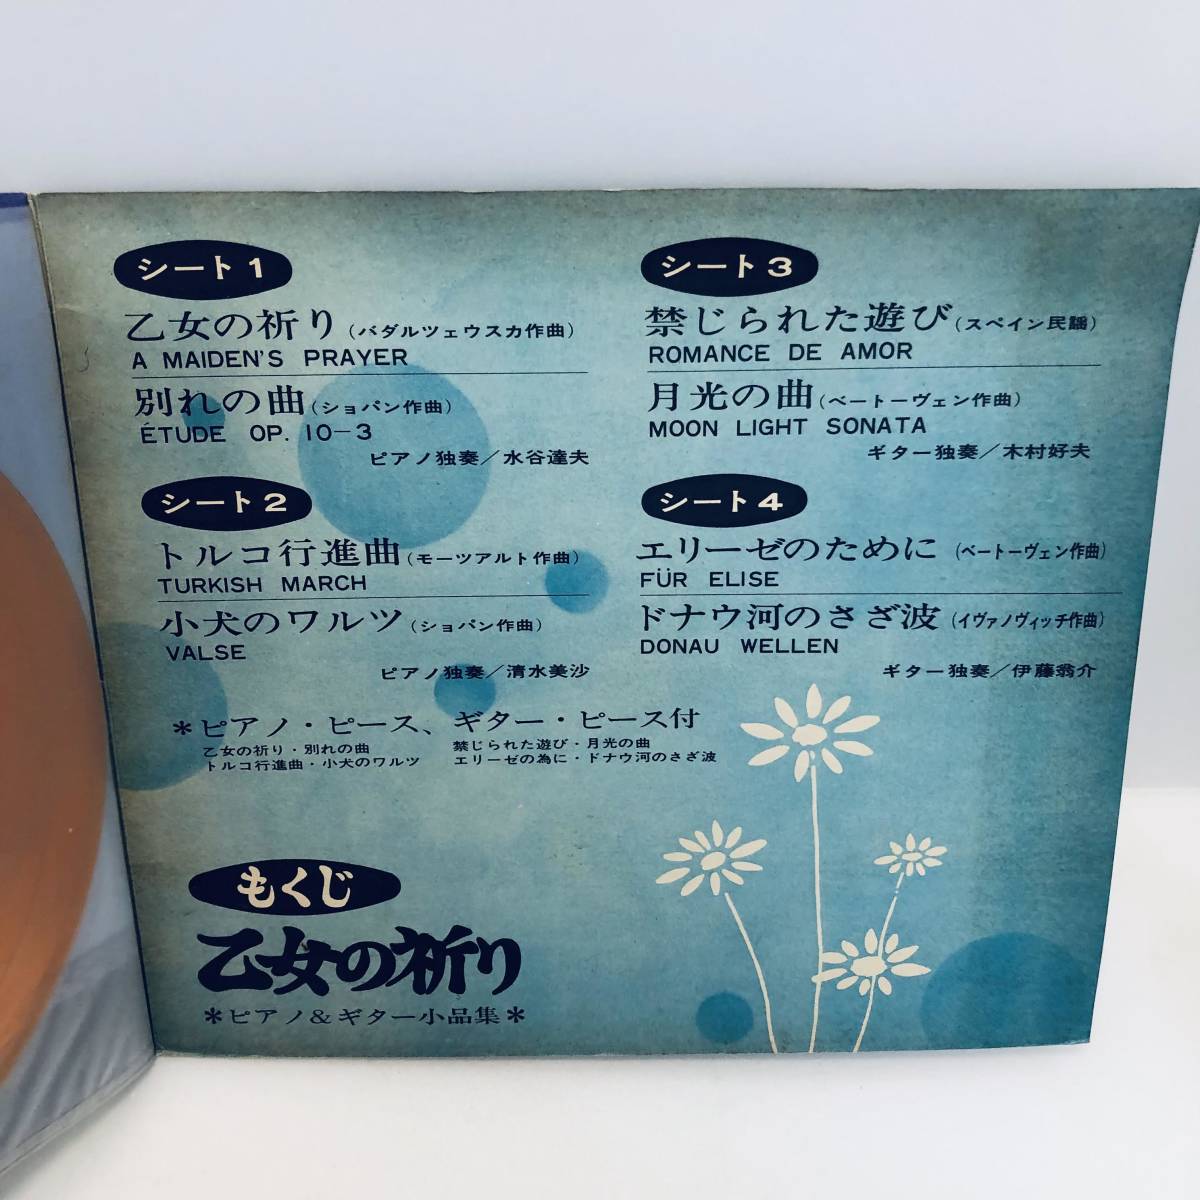 シート1
乙女の祈り(バダルツェウスカ作曲)
A MAIDEN'S PRAYER
別れの曲(ショパン作曲)
ÉTUDE OP. 10-3
ピアノ独奏/水谷達夫
シート2
トルコ行進曲(モーツアルト作曲)
TURKISH MARCH
小犬のワルツ(ショパン作曲)
VALSE
ピアノ独奏/清水美沙
シート3
禁じられた遊び(スペイン民謡)
ROMANCE DE AMOR
月光の曲(ベートーヴェン作曲)
MOON LIGHT SONATA
ギター独奏/木村好夫
シート4
エリーゼのために(ベートーヴェン作曲)
FÜR ELISE
ドナウ河のさざ波(イヴァノヴィッチ作曲)
DONAU WELLEN
ギター独奏/伊藤翁介
*ピアノ・ピース、ギター・ピース付
乙女の祈り・別れの曲
トルコ行進曲・小犬のワルツ
禁じられた遊び・月光の曲
エリーゼの為に・ドナウ河のさざ波
もくじ
乙女の祈り
*ピアノ&ギター小品集*